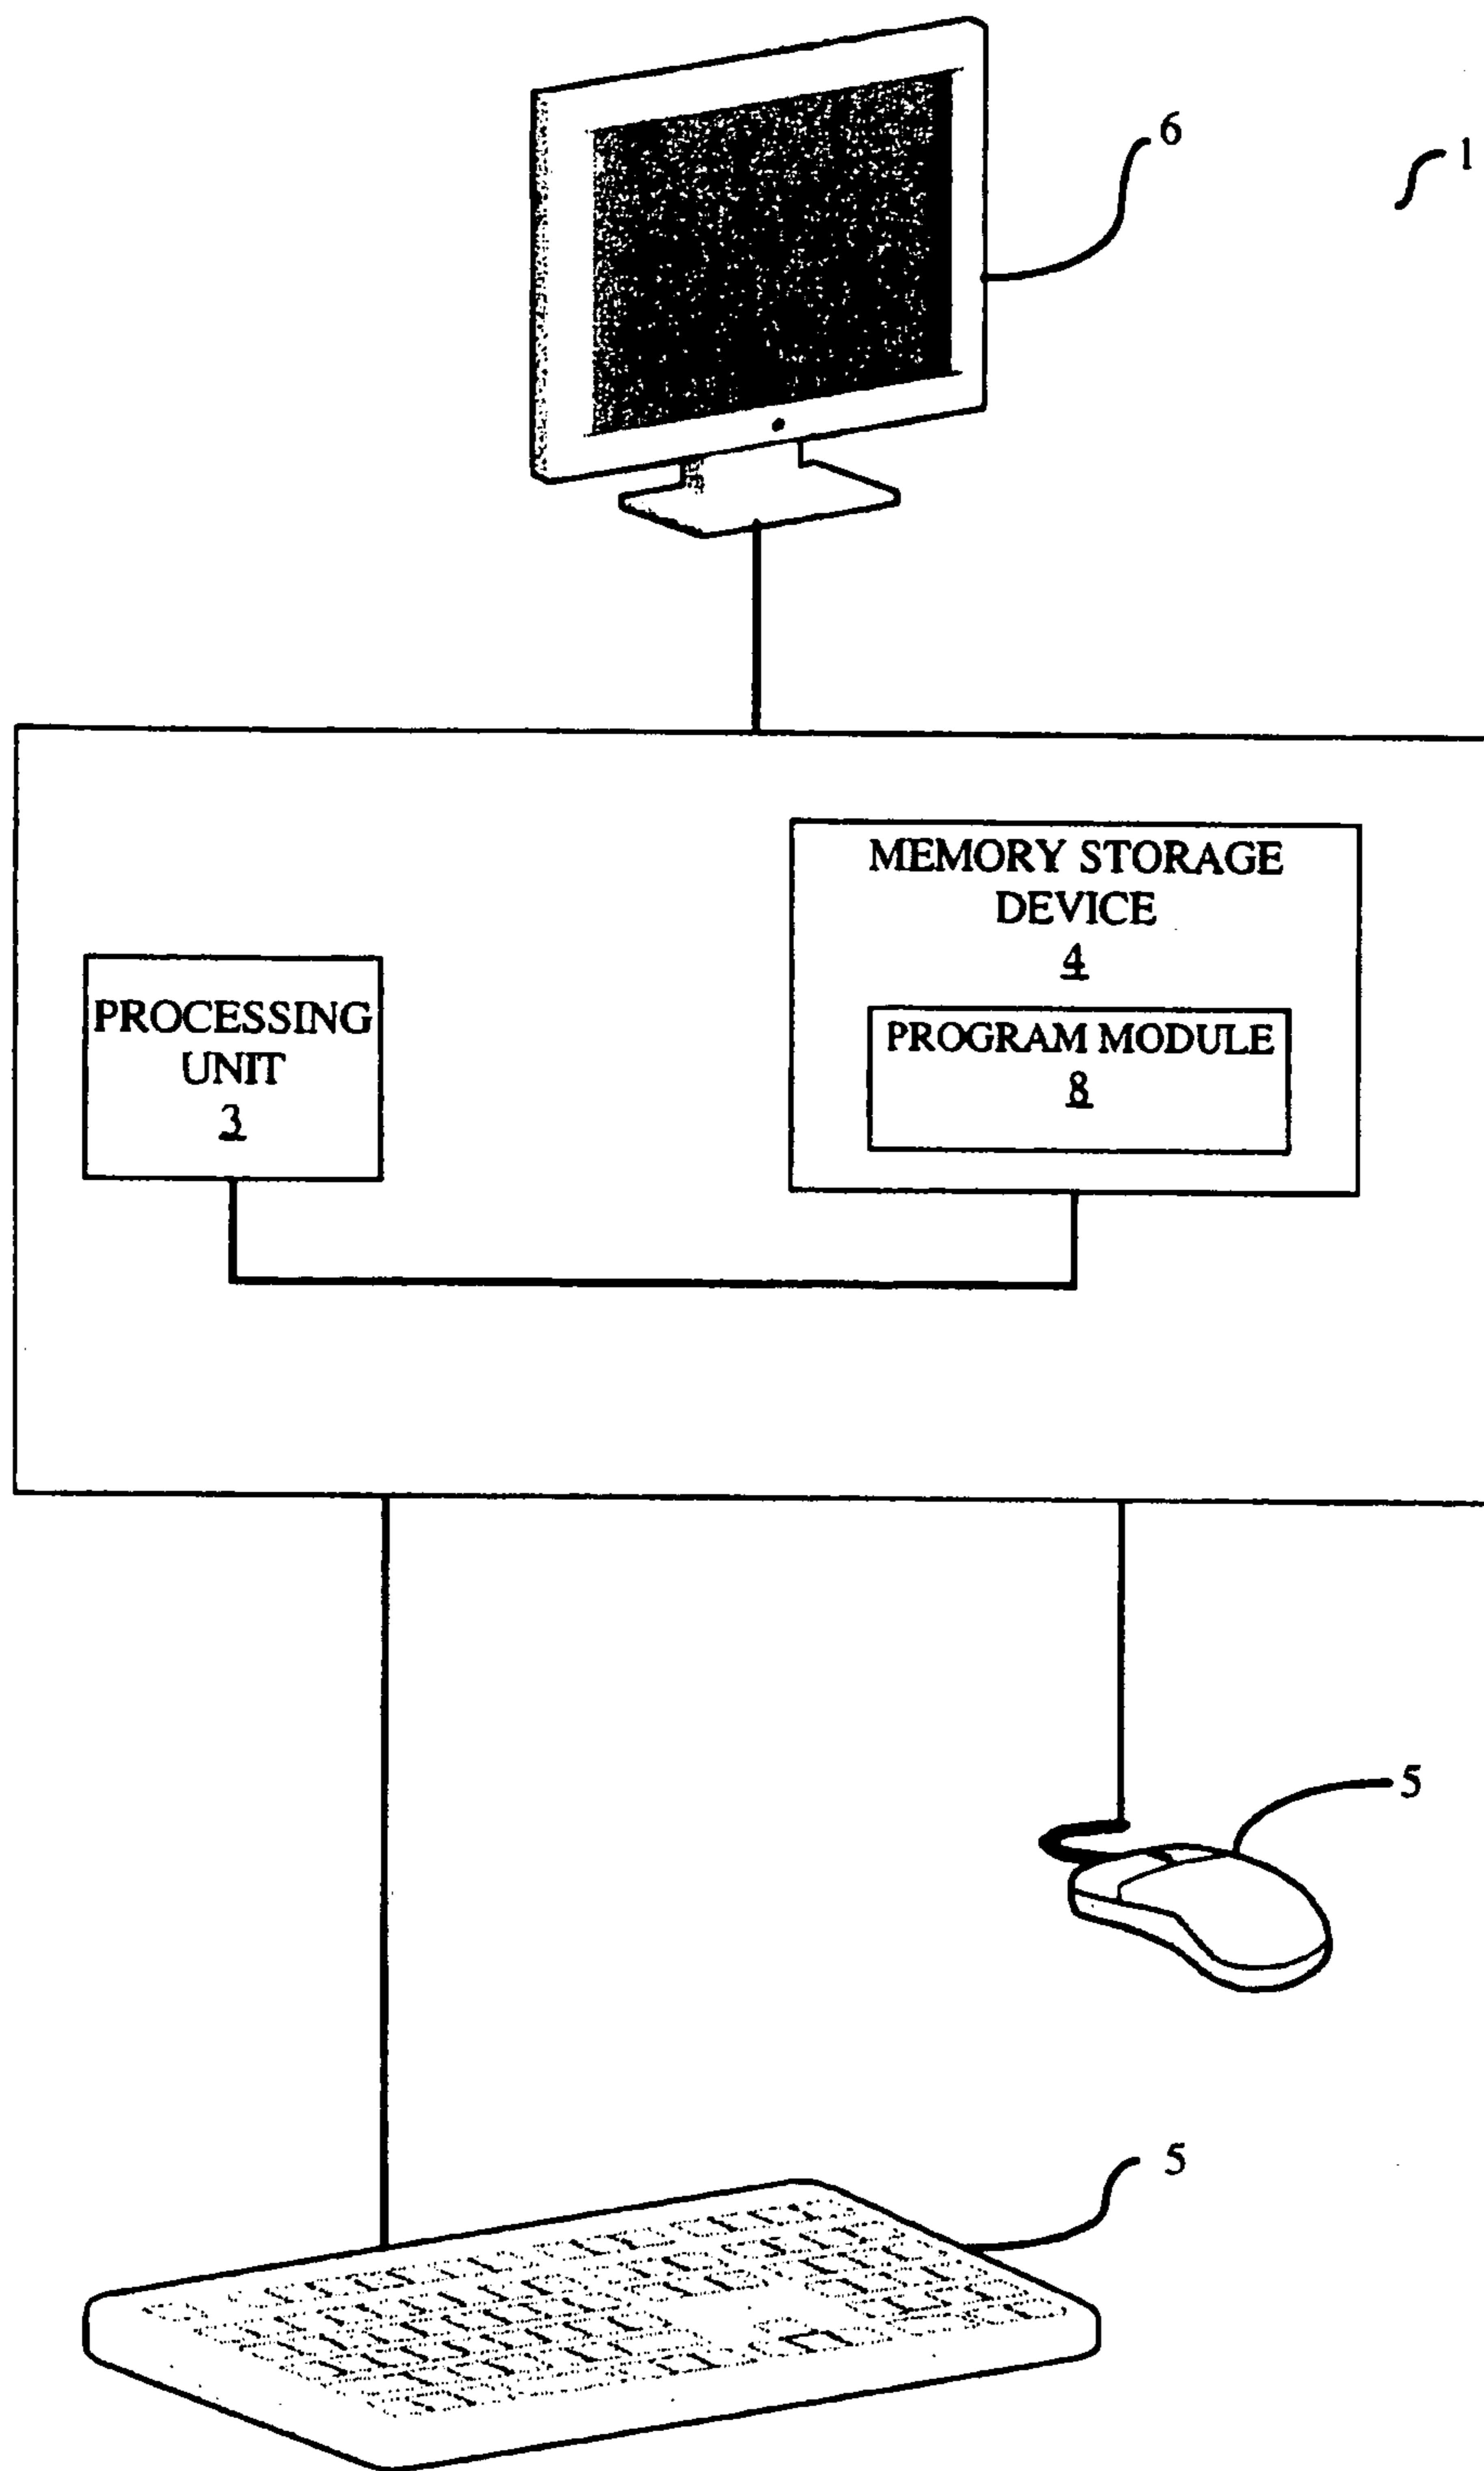 6
1
MEMORY STORAGE
DEVICE
4
PROCESSING
UNIT
3
PROGRAM MODULE
8
5
5